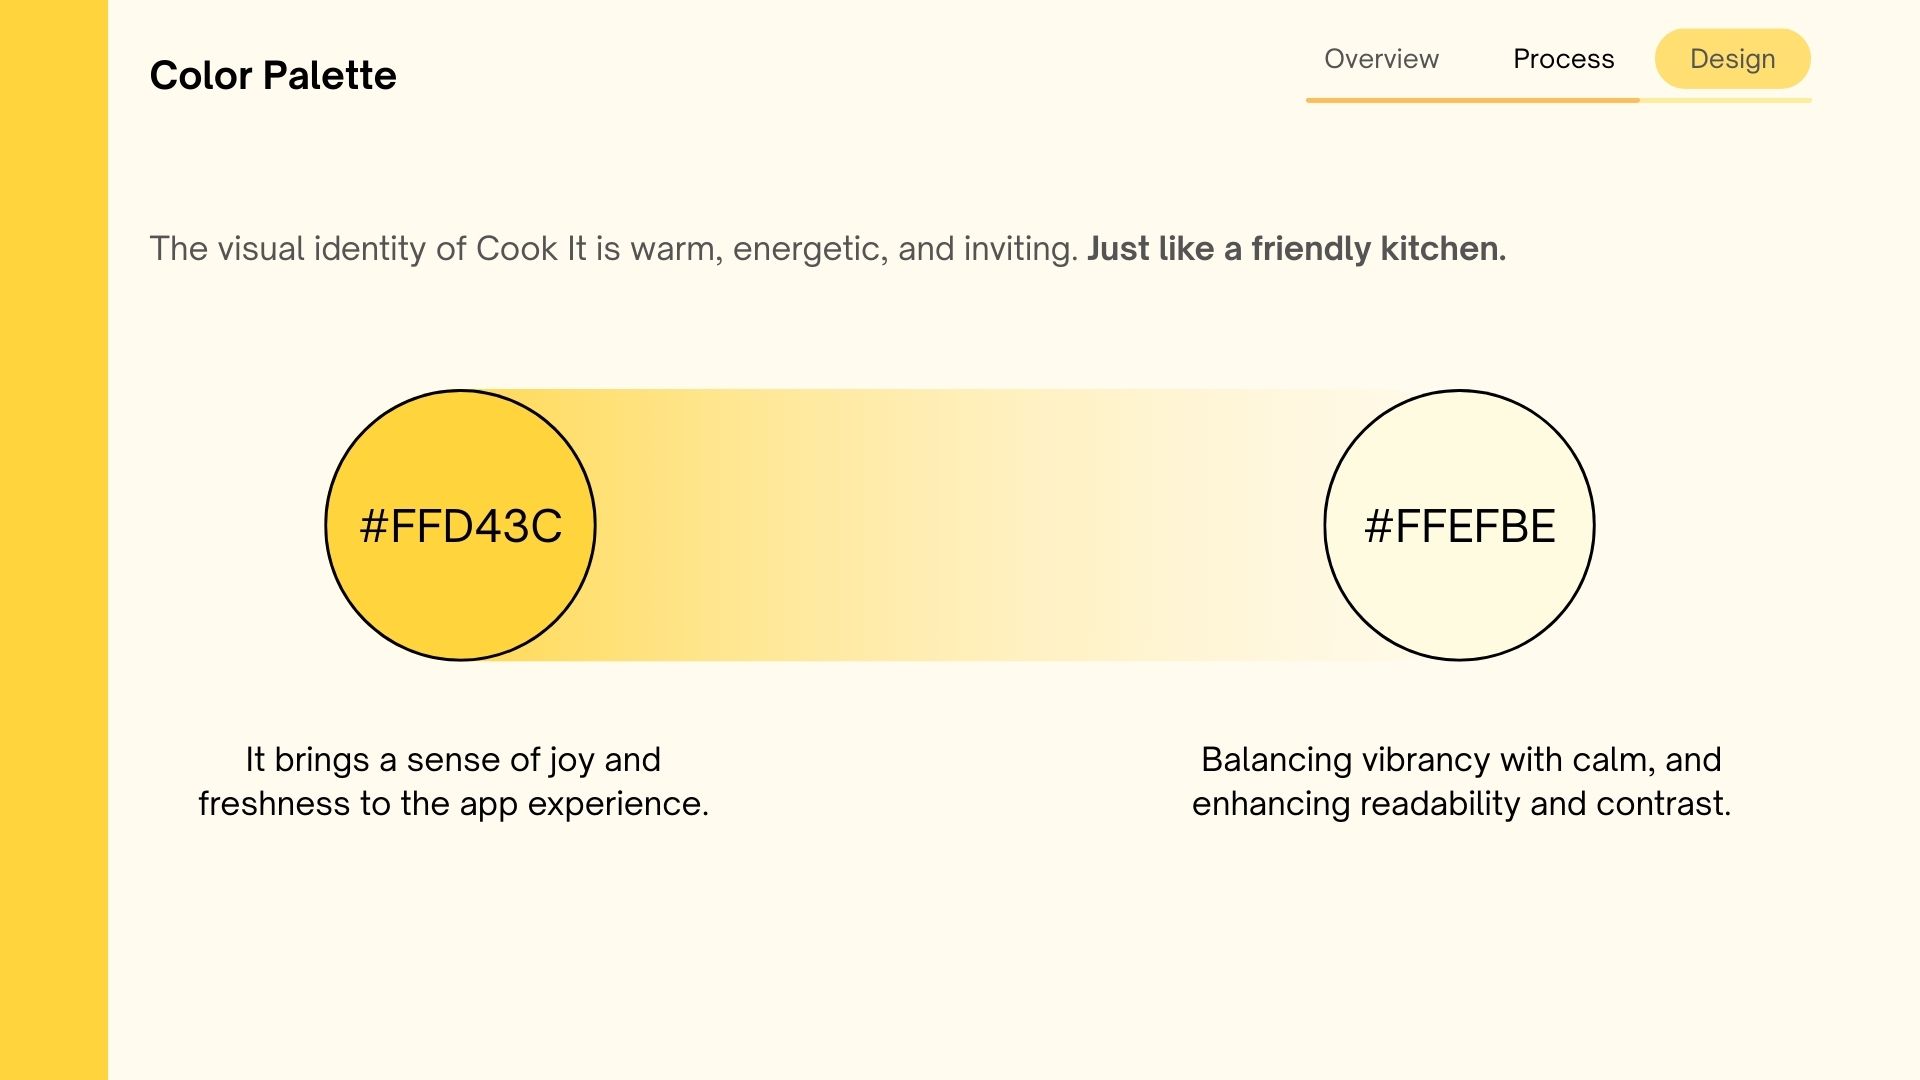 Color Palette
Overview Process Design
The visual identity of Cook It is warm, energetic, and inviting. Just like a friendly kitchen.
#FFD43C
#FFEFBE
It brings a sense of joy and
freshness to the app experience.
Balancing vibrancy with calm, and
enhancing readability and contrast.